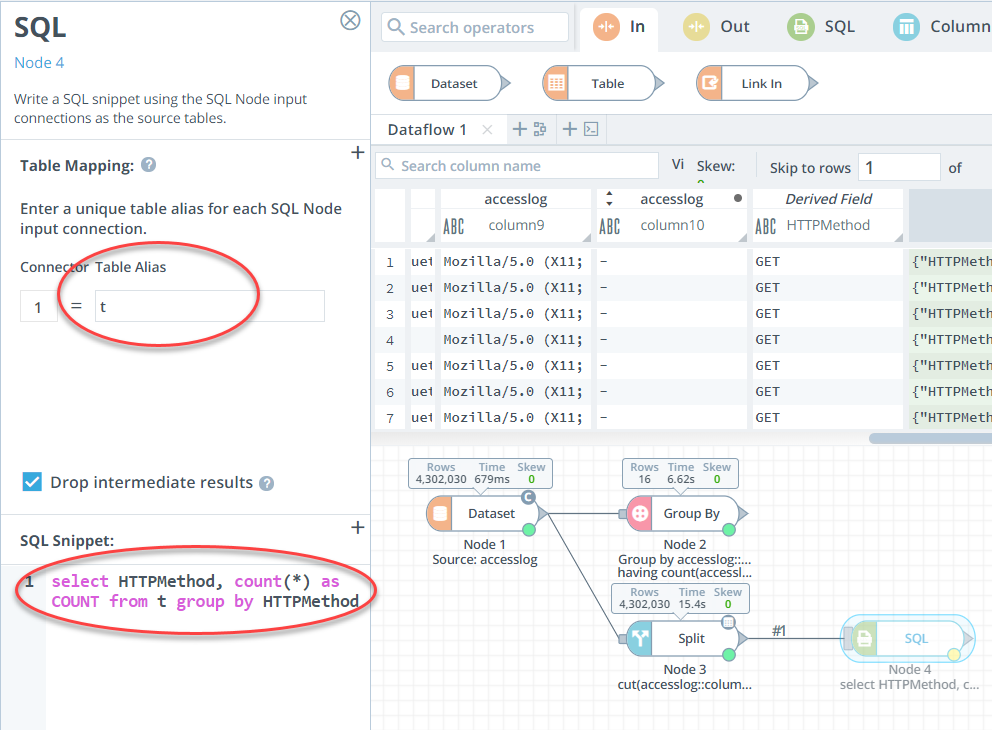 SQL
Node 4
Write a SQL snippet using the SQL Node input
connections as the source tables.
Table Mapping: ?
+
Enter a unique table alias for each SQL Node
input connection.
Connector Table Alias
1 = t
Drop intermediate results ?
SQL Snippet:
+
1 select HTTPMethod, count(*) as
COUNT from t group by HTTPMethod
Search operators
In
Out
SQL
Column
Dataset
Table
Link In
Dataflow 1
Search column name
Vi
Skew:
Skip to rows
1
of
accesslog
accesslog
Derived Field
ABC column9
ABC column10
ABC HTTPMethod
1 uet Mozilla/5.0 (X11; - GET {"HTTPMeth
2 uet Mozilla/5.0 (X11; - GET {"HTTPMeth
3 uet Mozilla/5.0 (X11; - GET {"HTTPMeth
4 Mozilla/5.0 (X11; - GET {"HTTPMeth
5 uet Mozilla/5.0 (X11; - GET {"HTTPMeth
6 uet Mozilla/5.0 (X11; - GET {"HTTPMeth
7 uet Mozilla/5.0 (X11; - GET {"HTTPMeth
Rows Time Skew
4,302,030 679ms 0
C
Dataset
Node 1
Source: accesslog
Rows Time Skew
16 6.62s 0
Group By
Node 2
Group by accesslog::...
having count(accessl...
Rows Time Skew
4,302,030 15.4s 0
Split
Node 3
cut(accesslog::colum...
#1
SQL
Node 4
select HTTPMethod, c...